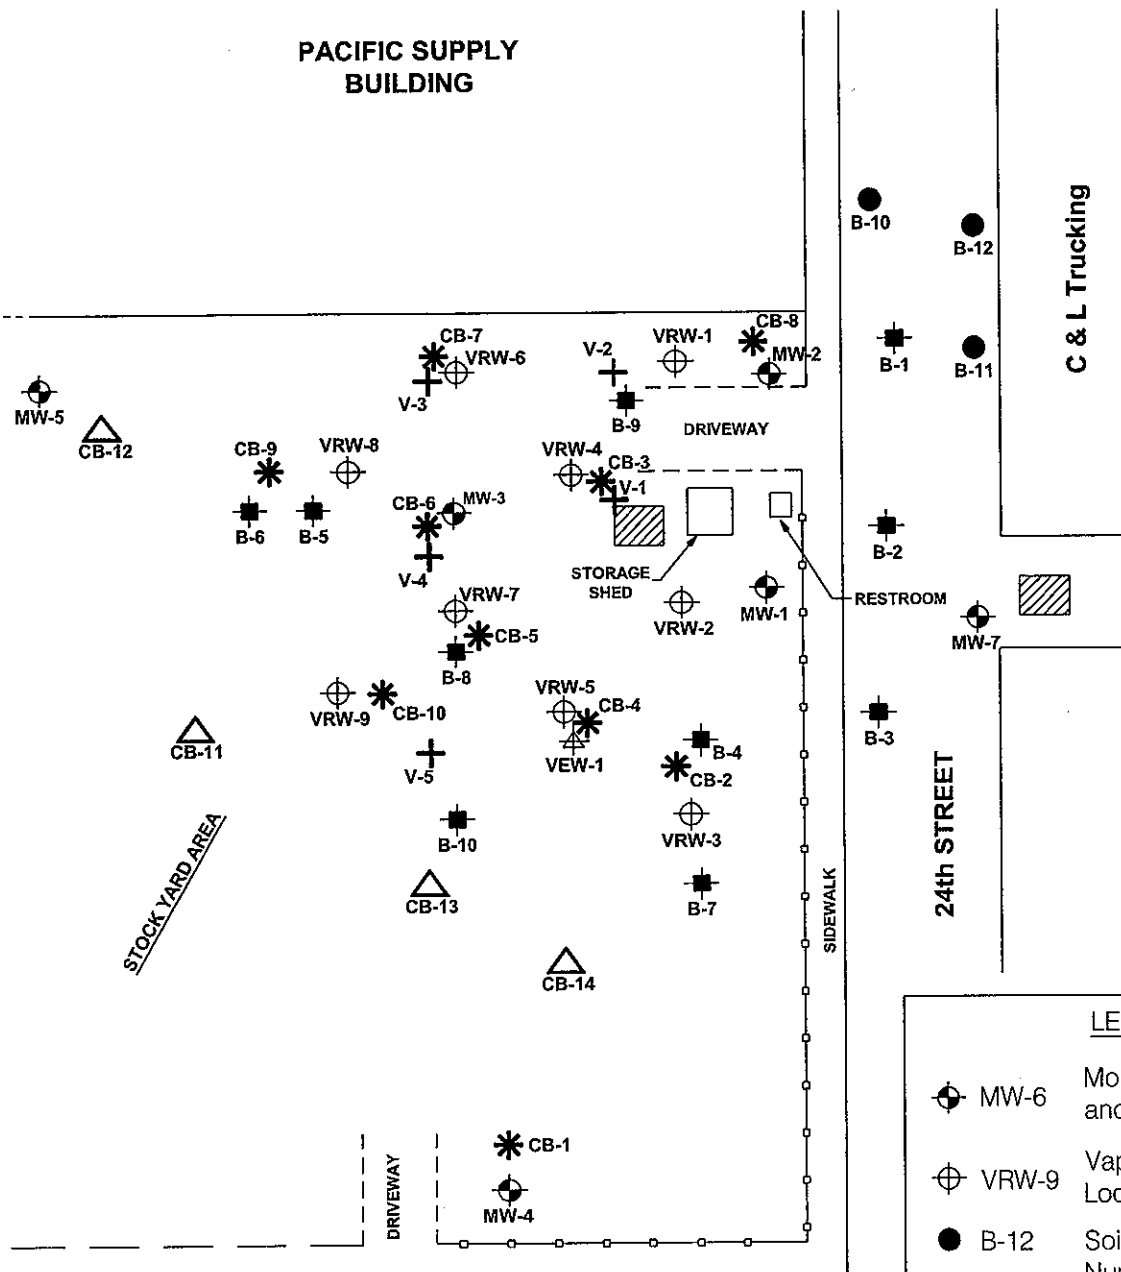 PACIFIC SUPPLY
BUILDING
B-10
B-12
C & L Trucking
CB-7
VRW-6
V-3
V-2
VRW-1
CB-8
MW-2
B-1
B-11
MW-5
CB-12
B-9
DRIVEWAY
CB-9
VRW-8
VRW-4
CB-3
V-1
CB-6
MW-3
B-6
B-5
B-2
V-4
STORAGE
SHED
VRW-7
VRW-2
MW-1
RESTROOM
MW-7
CB-5
B-8
VRW-9
CB-10
VRW-5
CB-4
VEW-1
B-4
CB-2
B-3
CB-11
V-5
VRW-3
B-10
STOCK YARD AREA
CB-13
B-7
SIDEWALK
24th STREET
CB-14
CB-1
MW-4
DRIVEWAY
LE
MW-6
Mo
and
VRW-9
Vap
Loc
B-12
Soi
Nur